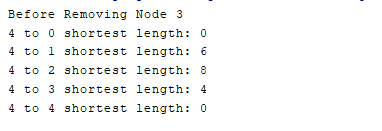 Before Removing Node 3
4 to 0 shortest length: 0
4 to 1 shortest length: 6
4 to 2 shortest length: 8
4 to 3 shortest length: 4
4 to 4 shortest length: 0